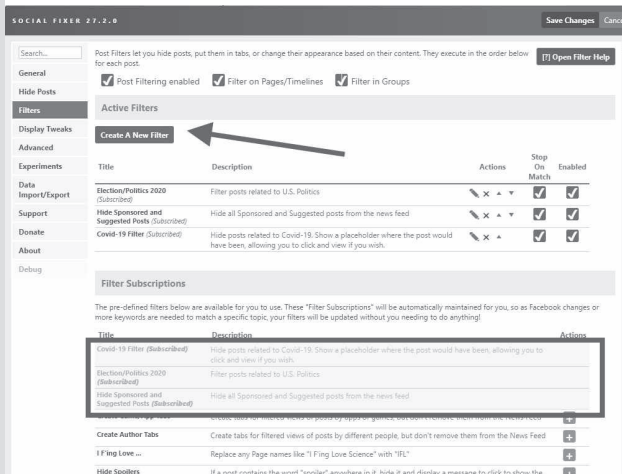 SOCIAL FIXER 27.2.0
Save Changes
Cance
Search...
General
Hide Posts
Filters
Display Tweaks
Advanced
Experiments
Data
Import/Export
Support
Donate
About
Debug
Post Filters let you hide posts, put them in tabs, or change their appearance based on their content. They execute in the order below
for each post.
[?] Open Filter Help
Post Filtering enabled Filter on Pages/Timelines Filter in Groups
Active Filters
Create A New Filter
Title Description Actions Stop On Match Enabled
Election/Politics 2020 Filter posts related to U.S. Politics
(Subscribed)
Hide Sponsored and Hide all Sponsored and Suggested posts from the news feed
Suggested Posts (Subscribed)
Covid-19 Filter (Subscribed) Hide posts related to Covid-19. Show a placeholder where the post would
have been, allowing you to click and view if you wish.
Filter Subscriptions
The pre-defined filters below are available for you to use. These "Filter Subscriptions" will be automatically maintained for you, so as Facebook changes or
more keywords are needed to match a specific topic, your filters will be updated without you needing to do anything!
Title Description Actions
Covid-19 Filter (Subscribed) Hide posts related to Covid-19. Show a placeholder where the post would have been, allowing you to
click and view if you wish.
Election/Politics 2020 Filter posts related to U.S. Politics
(Subscribed)
Hide Sponsored and Hide all Sponsored and Suggested posts from the news feed
Suggested Posts (Subscribed)
Create tabs for filtered views of posts by apps or games, but don't remove them from the News Feed
Create Author Tabs Create tabs for filtered views of posts by different people, but don't remove them from the News Feed
I F'ing Love ... Replace any Page names like "I F'ing Love Science" with "IFL"
Hide Spoilers If a post contains the word "spoiler" anywhere in it, hide it and display a message to click to show the